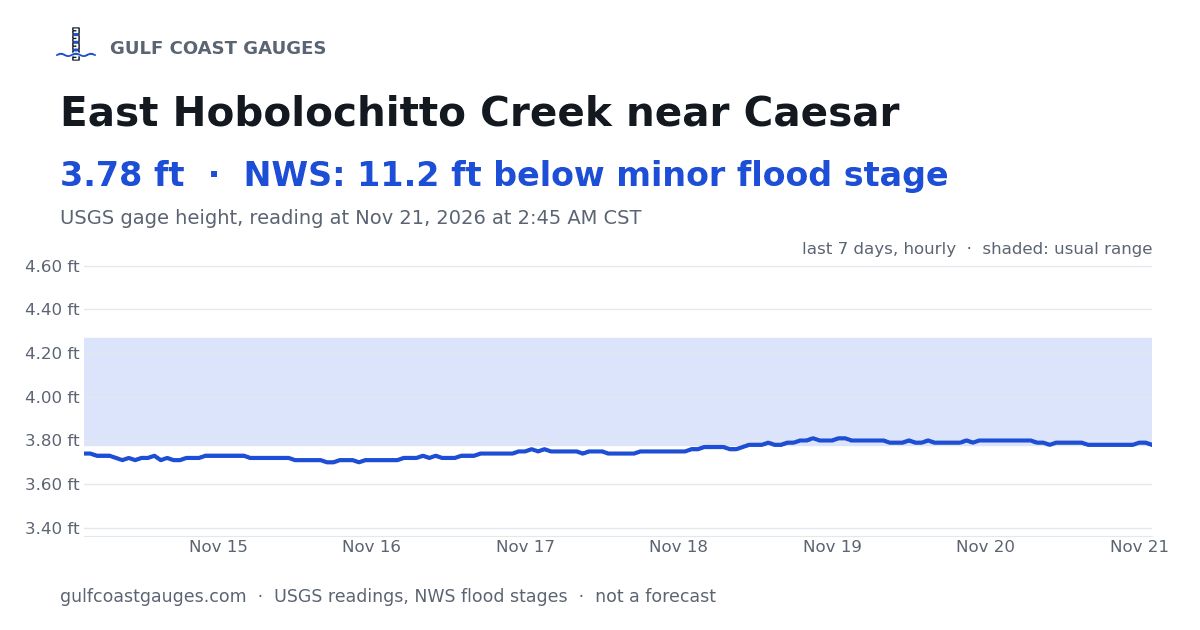 GULF COAST GAUGES
East Hobolochitto Creek near Caesar
3.78 ft · NWS: 11.2 ft below minor flood stage
USGS gage height, reading at Nov 21, 2026 at 2:45 AM CST
last 7 days, hourly · shaded: usual range
4.60 ft
4.40 ft
4.20 ft
4.00 ft
3.80 ft
3.60 ft
3.40 ft
Nov 15 Nov 16 Nov 17 Nov 18 Nov 19 Nov 20 Nov 21
gulfcoastgauges.com · USGS readings, NWS flood stages · not a forecast